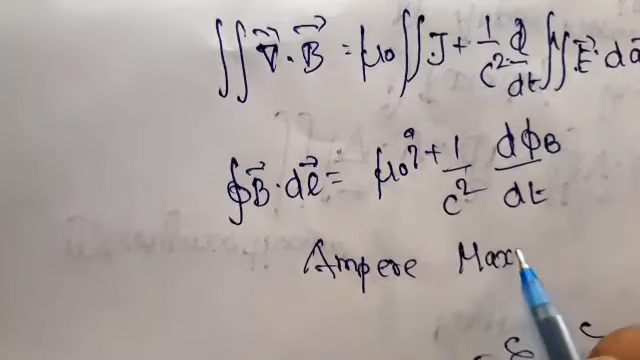 ∬ ∇⃗ · B⃗ = μ₀ ∬ J + 1/c² d/dt ∬ E⃗ · da⃗
∮ B⃗ · dl⃗ = μ₀ i + 1/c² dϕB/dt
Ampere Max